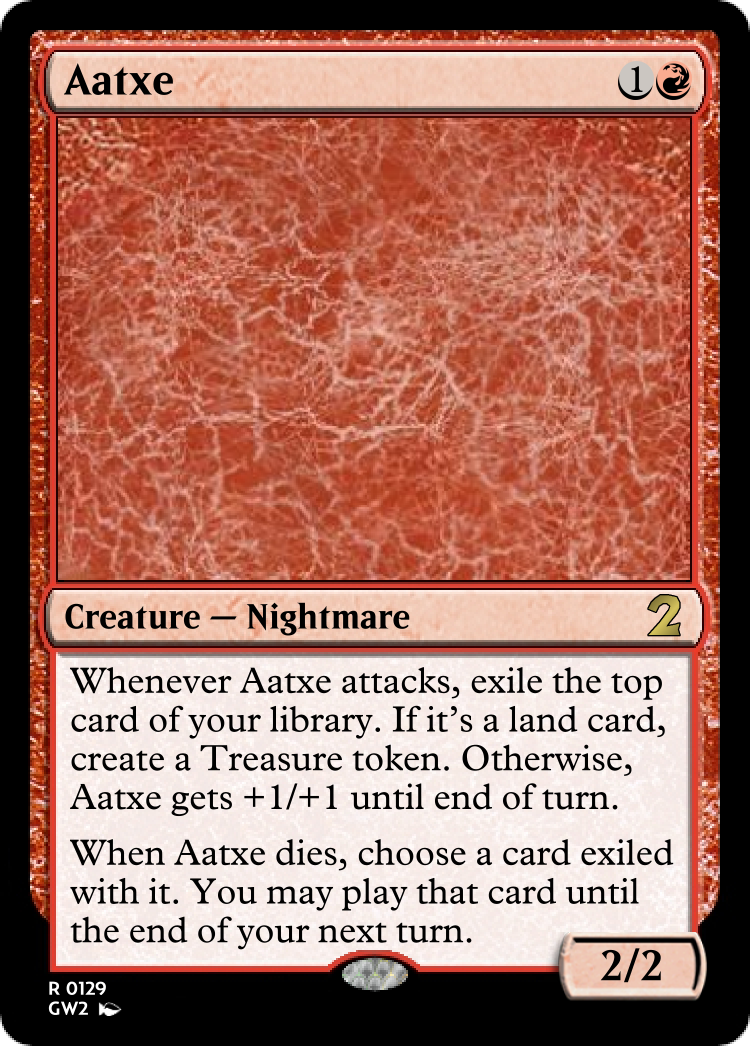 Aatxe 1
Creature — Nightmare 2
Whenever Aatxe attacks, exile the top
card of your library. If it's a land card,
create a Treasure token. Otherwise,
Aatxe gets +1/+1 until end of turn.
When Aatxe dies, choose a card exiled
with it. You may play that card until
the end of your next turn.
2/2
R 0129
GW2